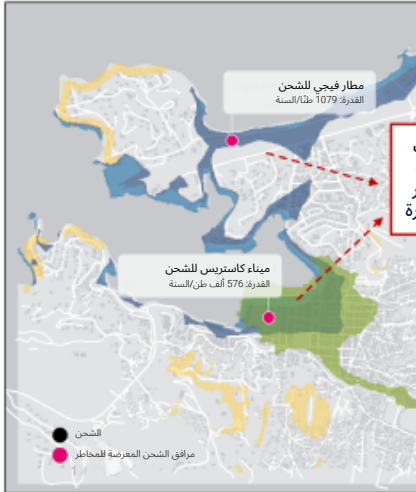 مطار فيجي للشحن
القدرة: 1079 طنًا/السنة
ميناء كاستريس للشحن
القدرة: 576 ألف طن/السنة
الشحن
مرافق الشحن المعرضة للمخاطر